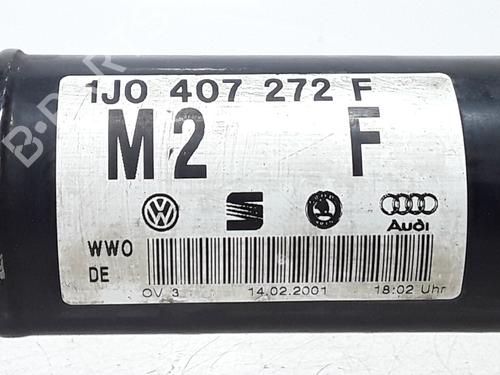 1J0 407 272 F
M2 F
Audi
WWO
DE
OV 3 14.02.2001 18:02 Uhr